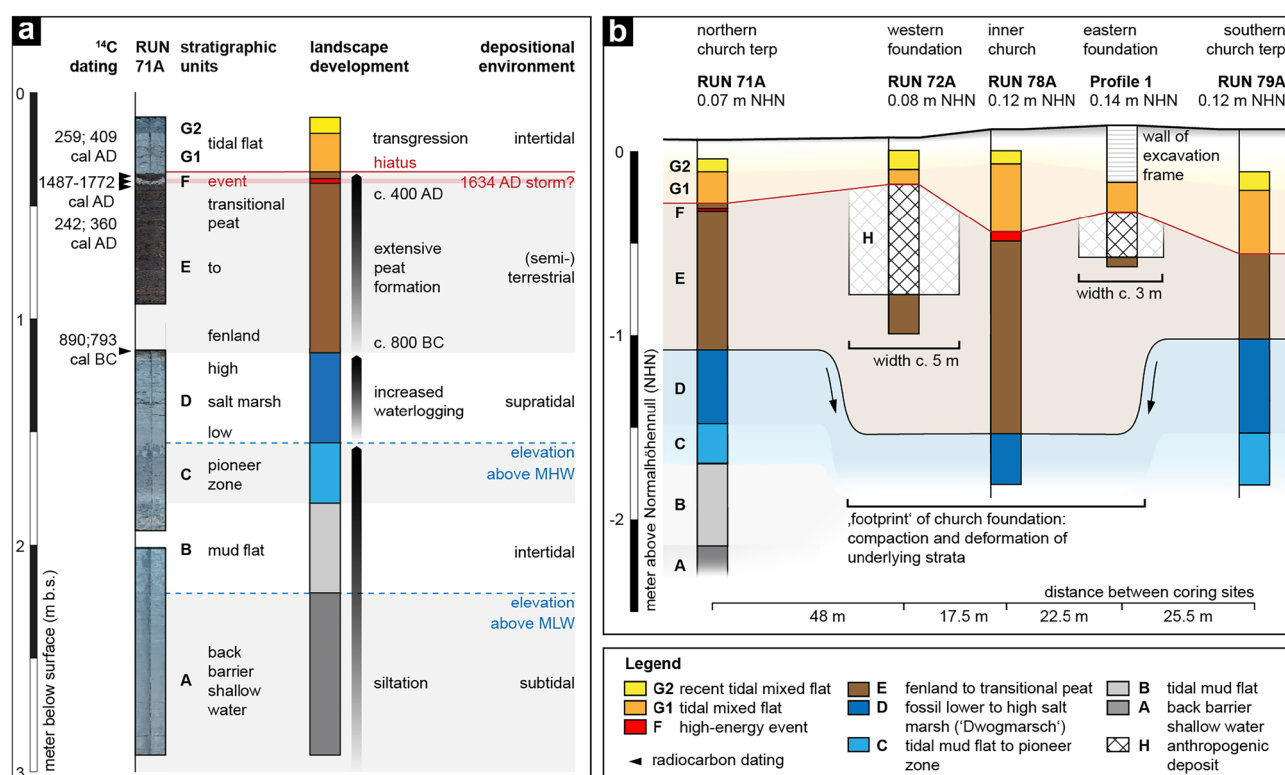 a
14C dating
RUN 71A
stratigraphic units
landscape development
depositional environment
0
1
2
3
meter below surface (m b.s.)
259; 409
cal AD
1487-1772
cal AD
242; 360
cal AD
890;793
cal BC
G2
G1
tidal flat
F
event
transitional
peat
E
to
fenland
high
D
salt marsh
low
C
pioneer
zone
B
mud flat
A
back
barrier
shallow
water
transgression
hiatus
c. 400 AD
extensive
peat
formation
c. 800 BC
increased
waterlogging
siltation
intertidal
1634 AD storm?
(semi-)
terrestrial
supratidal
elevation
above MHW
intertidal
elevation
above MLW
subtidal
b
northern
church terp
RUN 71A
0.07 m NHN
western
foundation
RUN 72A
0.08 m NHN
inner
church
RUN 78A
0.12 m NHN
eastern
foundation
Profile 1
0.14 m NHN
southern
church terp
RUN 79A
0.12 m NHN
0
-1
-2
meter above Normalhöhennull (NHN)
G2
G1
F
E
D
C
B
A
H
wall of
excavation
frame
width c. 5 m
width c. 3 m
‚footprint‘ of church foundation:
compaction and deformation of
underlying strata
distance between coring sites
48 m
17.5 m
22.5 m
25.5 m
Legend
G2 recent tidal mixed flat
G1 tidal mixed flat
F high-energy event
radiocarbon dating
E fenland to transitional peat
D fossil lower to high salt
marsh (‘Dwogmarsch‘)
C tidal mud flat to pioneer
zone
B tidal mud flat
A back barrier
shallow water
H anthropogenic
deposit